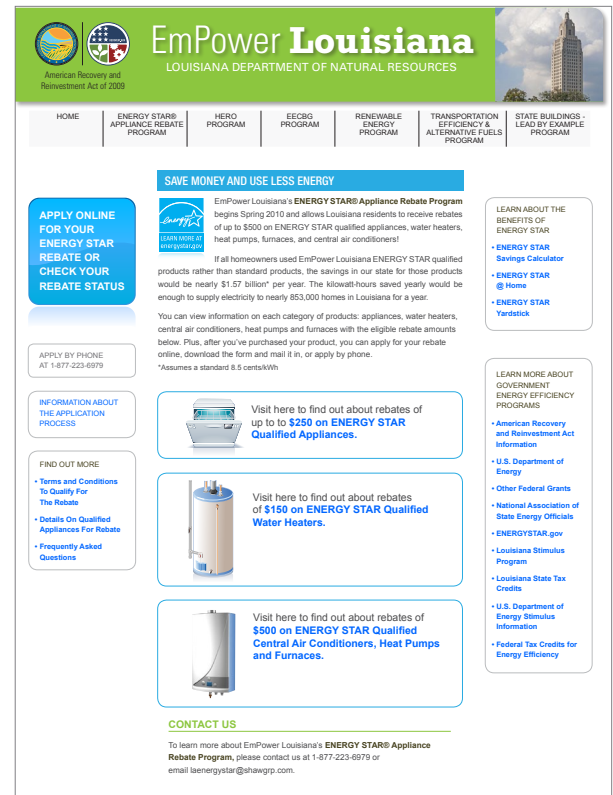 EmPower Louisiana
LOUISIANA DEPARTMENT OF NATURAL RESOURCES
American Recovery and
Reinvestment Act of 2009
HOME
ENERGY STAR®
APPLIANCE REBATE
PROGRAM
HERO
PROGRAM
EECBG
PROGRAM
RENEWABLE
ENERGY
PROGRAM
TRANSPORTATION
EFFICIENCY &
ALTERNATIVE FUELS
PROGRAM
STATE BUILDINGS -
LEAD BY EXAMPLE
PROGRAM
APPLY ONLINE
FOR YOUR
ENERGY STAR
REBATE OR
CHECK YOUR
REBATE STATUS
APPLY BY PHONE
AT 1-877-223-6979
INFORMATION ABOUT
THE APPLICATION
PROCESS
FIND OUT MORE
• Terms and Conditions
To Qualify For
The Rebate
• Details On Qualified
Appliances For Rebate
• Frequently Asked
Questions
SAVE MONEY AND USE LESS ENERGY
energy
LEARN MORE AT
energystar.gov
EmPower Louisiana's ENERGY STAR® Appliance Rebate Program
begins Spring 2010 and allows Louisiana residents to receive rebates
of up to $500 on ENERGY STAR qualified appliances, water heaters,
heat pumps, furnaces, and central air conditioners!
If all homeowners used EmPower Louisiana ENERGY STAR qualified
products rather than standard products, the savings in our state for those products
would be nearly $1.57 billion* per year. The kilowatt-hours saved yearly would be
enough to supply electricity to nearly 853,000 homes in Louisiana for a year.
You can view information on each category of products: appliances, water heaters,
central air conditioners, heat pumps and furnaces with the eligible rebate amounts
below. Plus, after you've purchased your product, you can apply for your rebate
online, download the form and mail it in, or apply by phone.
*Assumes a standard 8.5 cents/kWh
Visit here to find out about rebates of
up to to $250 on ENERGY STAR
Qualified Appliances.
Visit here to find out about rebates
of $150 on ENERGY STAR Qualified
Water Heaters.
Visit here to find out about rebates of
$500 on ENERGY STAR Qualified
Central Air Conditioners, Heat Pumps
and Furnaces.
CONTACT US
To learn more about EmPower Louisiana's ENERGY STAR® Appliance
Rebate Program, please contact us at 1-877-223-6979 or
email laenergystar@shawgrp.com.
LEARN ABOUT THE
BENEFITS OF
ENERGY STAR
• ENERGY STAR
Savings Calculator
• ENERGY STAR
@ Home
• ENERGY STAR
Yardstick
LEARN MORE ABOUT
GOVERNMENT
ENERGY EFFICIENCY
PROGRAMS
• American Recovery
and Reinvestment Act
Information
• U.S. Department of
Energy
• Other Federal Grants
• National Association of
State Energy Officials
• ENERGYSTAR.gov
• Louisiana Stimulus
Program
• Louisiana State Tax
Credits
• U.S. Department of
Energy Stimulus
Information
• Federal Tax Credits for
Energy Efficiency